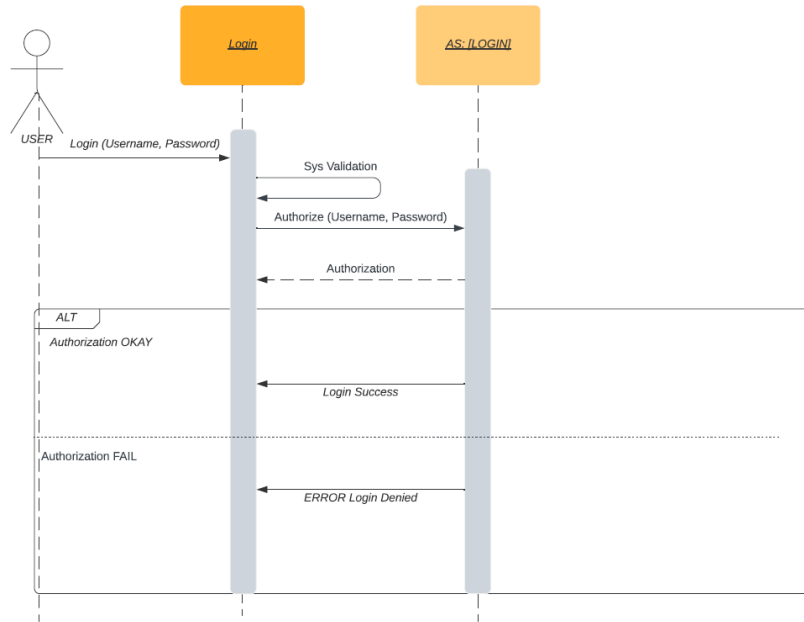 Login
AS: [LOGIN]
USER
Login (Username, Password)
Sys Validation
Authorize (Username, Password)
Authorization
ALT
Authorization OKAY
Login Success
Authorization FAIL
ERROR Login Denied